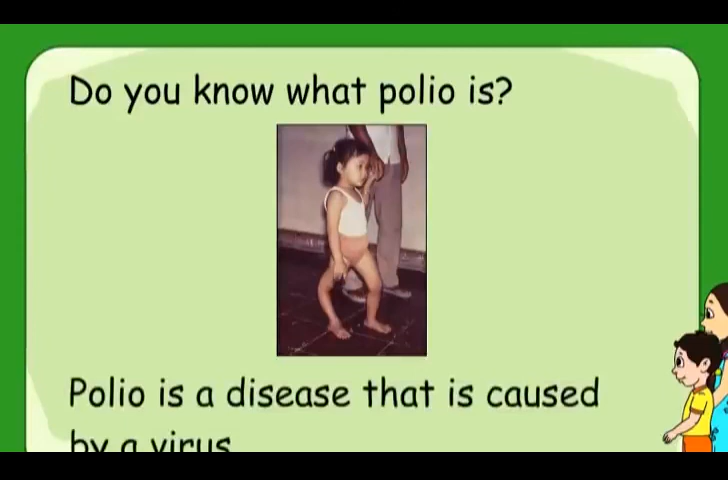 Do you know what polio is?
Polio is a disease that is caused
by a virus